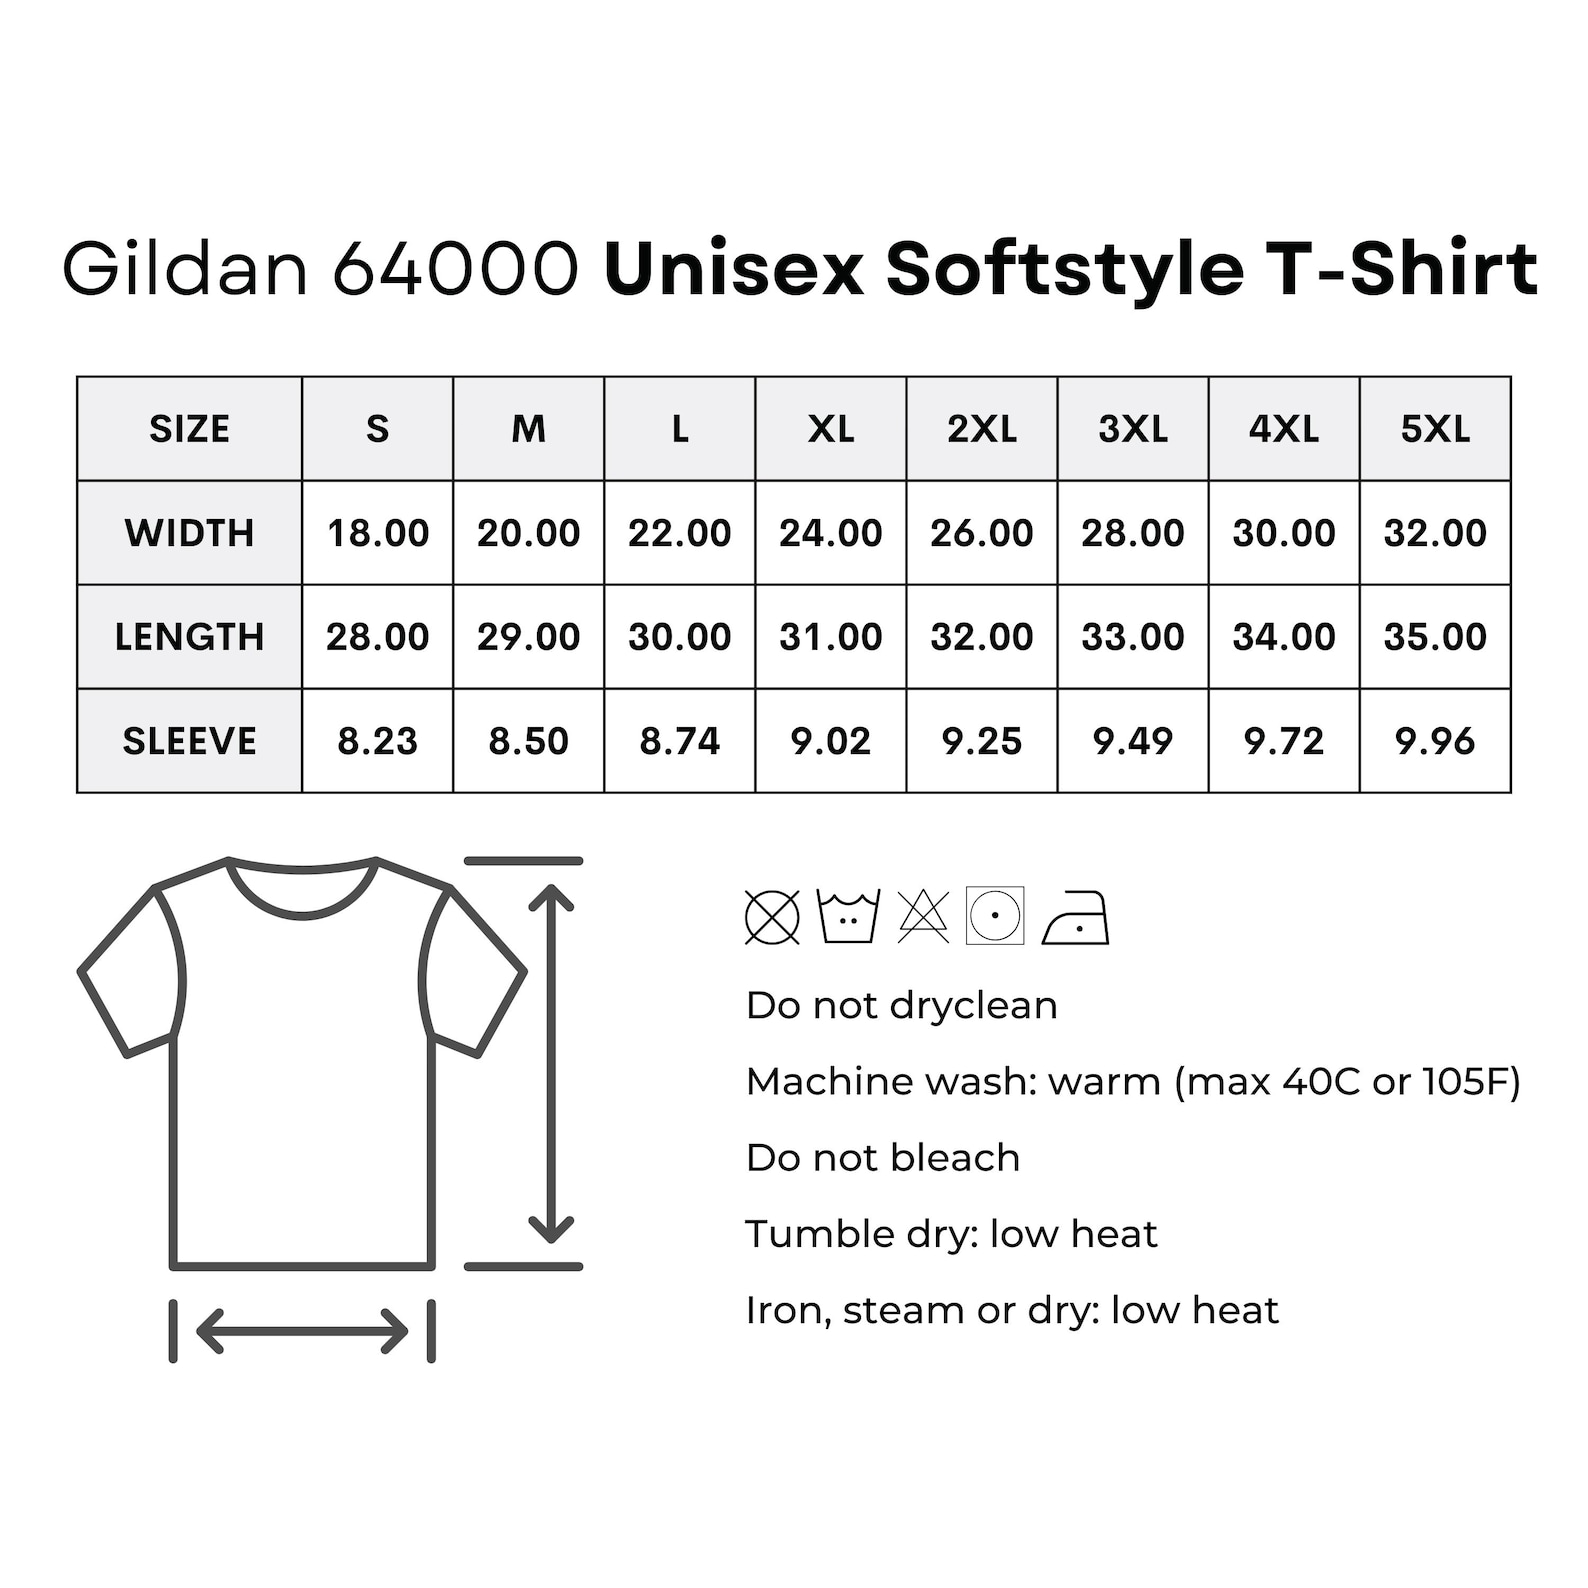 Gildan 64000 Unisex Softstyle T-Shirt
SIZE S M L XL 2XL 3XL 4XL 5XL
WIDTH 18.00 20.00 22.00 24.00 26.00 28.00 30.00 32.00
LENGTH 28.00 29.00 30.00 31.00 32.00 33.00 34.00 35.00
SLEEVE 8.23 8.50 8.74 9.02 9.25 9.49 9.72 9.96
Do not dryclean
Machine wash: warm (max 40C or 105F)
Do not bleach
Tumble dry: low heat
Iron, steam or dry: low heat